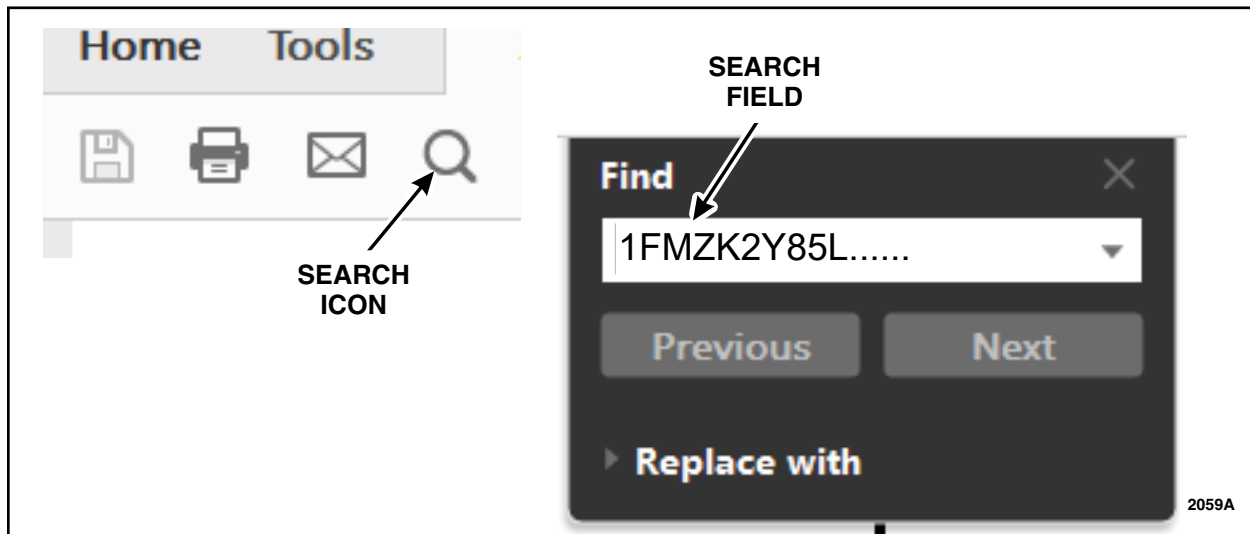 Home Tools
SEARCH
ICON
SEARCH
FIELD
Find
1FMZK2Y85L......
Previous Next
Replace with
2059A